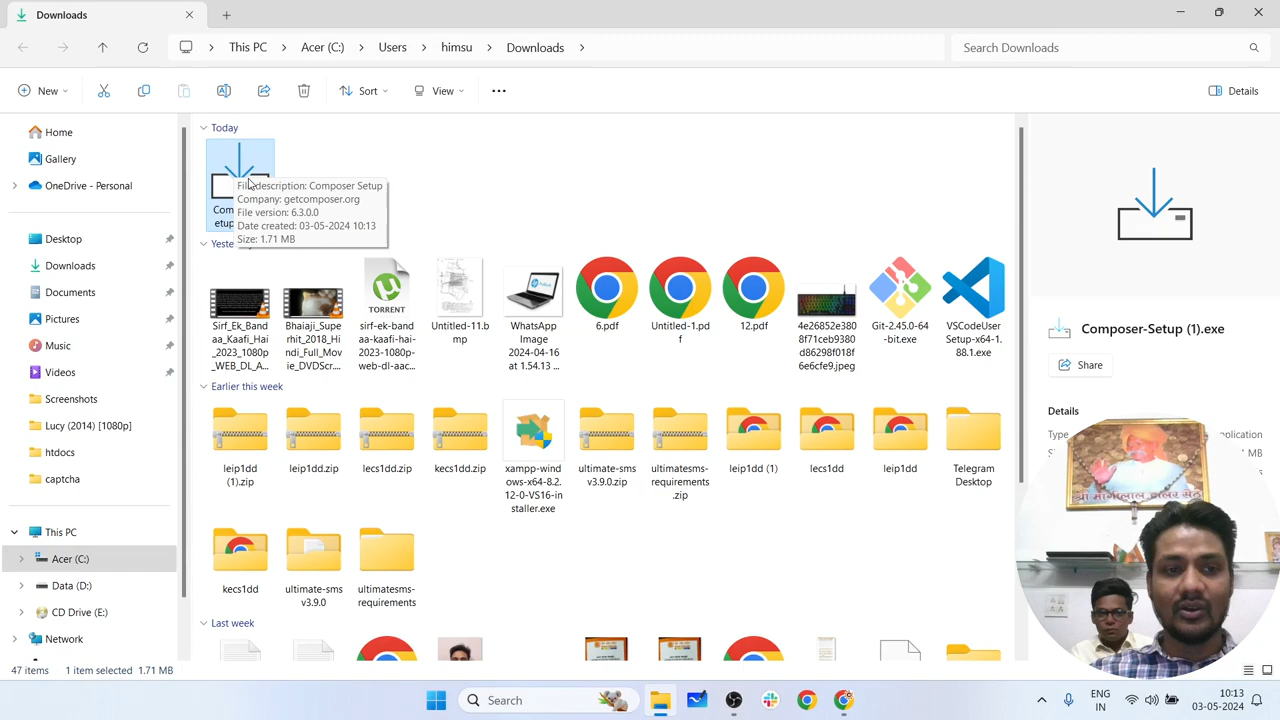 Downloads
This PC
Acer (C:)
Users
himsu
Downloads
Search Downloads
New
Sort
View
Details
Home
Gallery
OneDrive - Personal
Desktop
Downloads
Documents
Pictures
Music
Videos
Screenshots
Lucy (2014) [1080p]
htdocs
captcha
This PC
Acer (C:)
Data (D:)
CD Drive (E:)
Network
Today
File description: Composer Setup
Company: getcomposer.org
File version: 6.3.0.0
Date created: 03-05-2024 10:13
Size: 1.71 MB
Sirf_Ek_Band
aa_Kaafi_Hai
_2023_1080p
_WEB_DL_A...
Bhaiaji_Supe
rhit_2018_Hi
ndi_Full_Mov
ie_DVDScr....
TORRENT
sirf-ek-band
aa-kaafi-hai-
2023-1080p-
web-dl-aac...
Untitled-11.b
mp
WhatsApp
Image
2024-04-16
at 1.54.13 ...
6.pdf
Untitled-1.pd
f
12.pdf
4e26852e380
8f71ceb9380
d86298f018f
6e6cfe9.jpeg
Git-2.45.0-64
-bit.exe
VSCodeUser
Setup-x64-1
.88.1.exe
Earlier this week
leip1dd
(1).zip
leip1dd.zip
lecs1dd.zip
kecs1dd.zip
xampp-wind
ows-x64-8.2.
12-0-VS16-in
staller.exe
ultimate-sms
v3.9.0.zip
ultimatesms-
requirements
.zip
leip1dd (1)
lecs1dd
leip1dd
Telegram
Desktop
kecs1dd
ultimate-sms
v3.9.0
ultimatesms-
requirements
Last week
Composer-Setup (1).exe
Share
Details
47 items
1 item selected 1.71 MB
Search
ENG
IN
10:13
03-05-2024